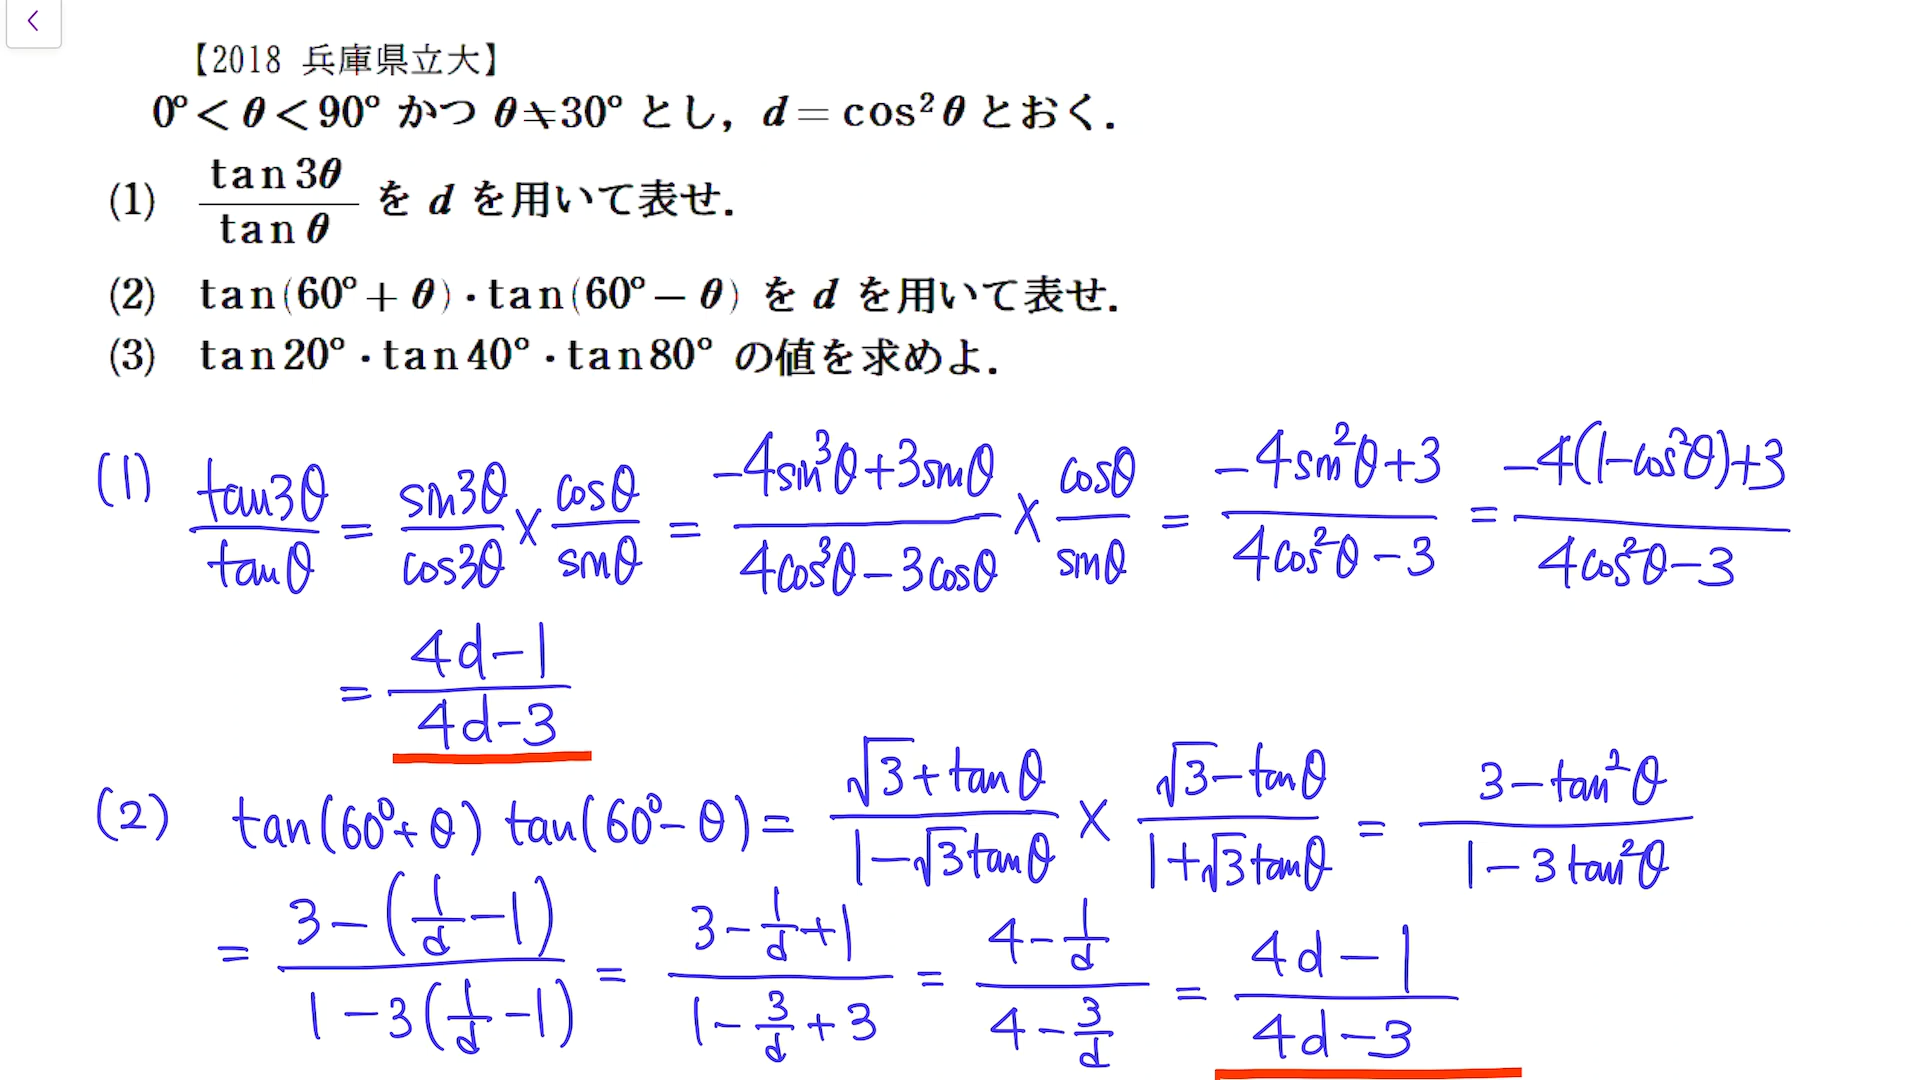 【2018 兵庫県立大】
0°<θ<90° かつ θ≠30° とし，d=cos²θ とおく．
(1) tan3θ/tanθ を d を用いて表せ．
(2) tan(60°+θ)・tan(60°−θ) を d を用いて表せ．
(3) tan20°・tan40°・tan80° の値を求めよ．
(1) tan3θ/tanθ = sin3θ/cos3θ × cosθ/sinθ = (−4sin³θ+3sinθ)/(4cos³θ−3cosθ) × cosθ/sinθ = (−4sin²θ+3)/(4cos²θ−3) = (−4(1−cos²θ)+3)/(4cos²θ−3)
= (4d−1)/(4d−3)
(2) tan(60°+θ) tan(60°−θ) = (√3+tanθ)/(1−√3tanθ) × (√3−tanθ)/(1+√3tanθ) = (3−tan²θ)/(1−3tan²θ)
= (3−(1/d−1))/(1−3(1/d−1)) = (3−1/d+1)/(1−3/d+3) = (4−1/d)/(4−3/d) = (4d−1)/(4d−3)